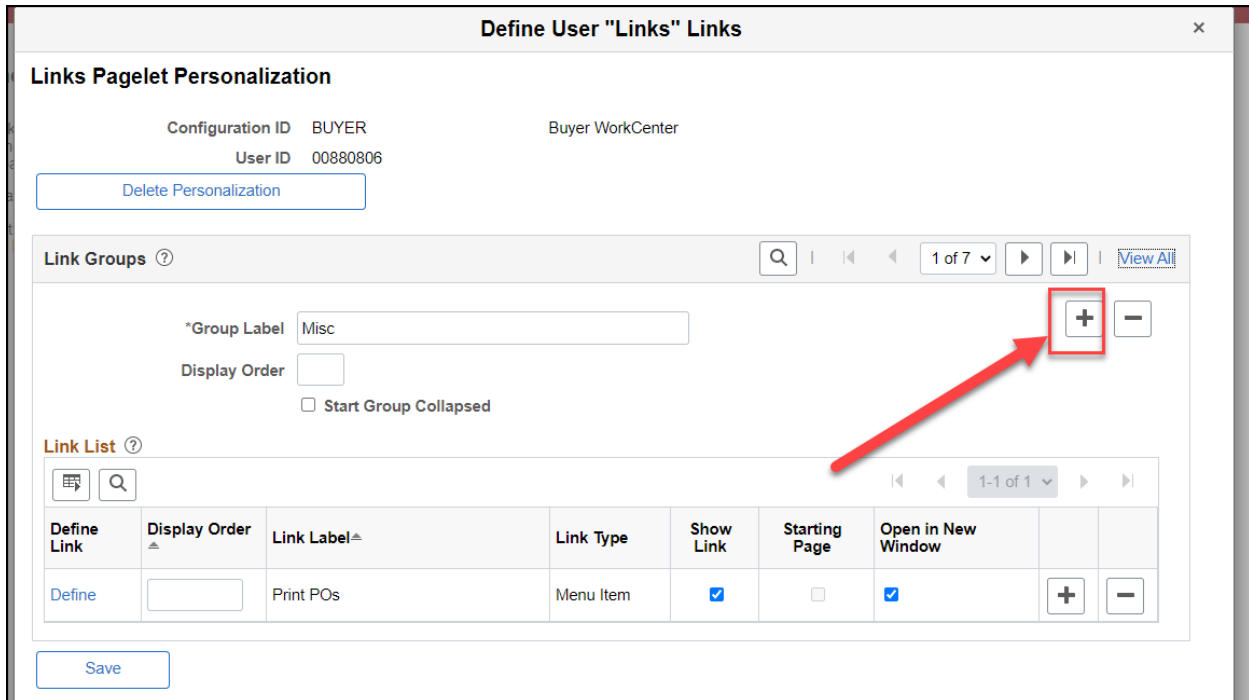 Define User "Links" Links
×
Links Pagelet Personalization
Configuration ID BUYER Buyer WorkCenter
User ID 00880806
Delete Personalization
Link Groups ? 1 of 7 View All
*Group Label Misc
Display Order
Start Group Collapsed
Link List ?
1-1 of 1
Define Link Display Order Link Label Link Type Show Link Starting Page Open in New Window
Define Print POs Menu Item
Save